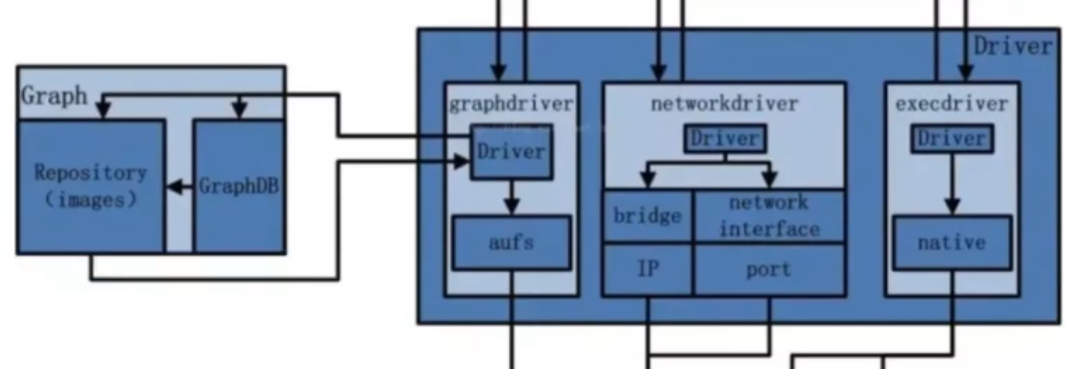 Driver
Graph
graphdriver
networkdriver
execdriver
Driver
Driver
Driver
Repository
(images)
GraphDB
bridge
network
interface
aufs
native
IP
port